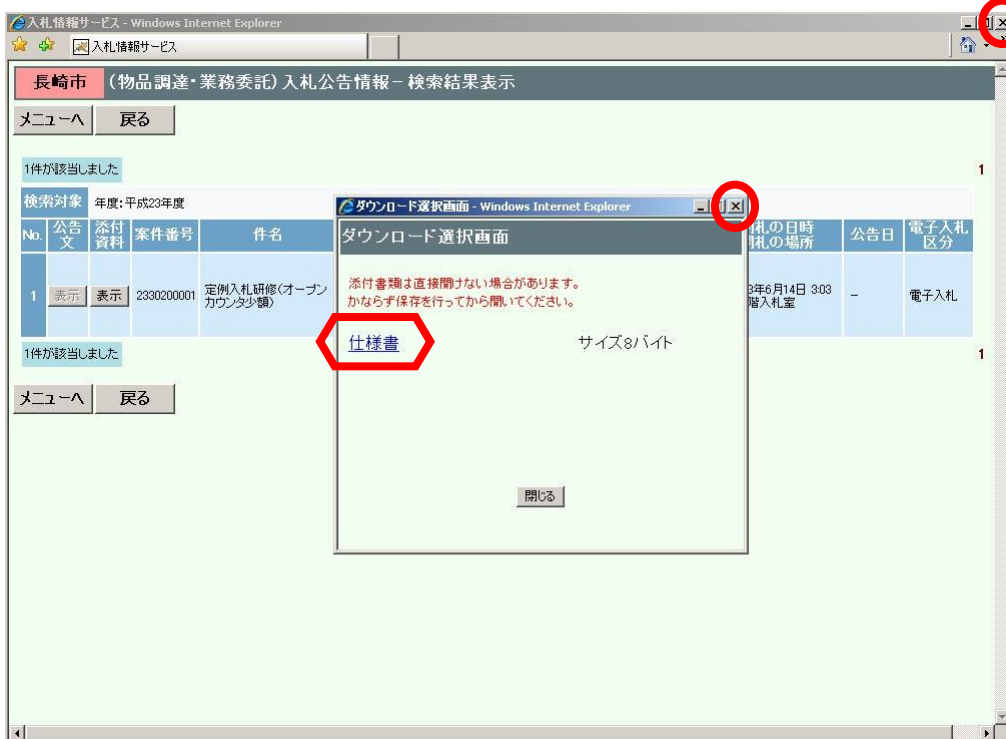 入札情報サービス - Windows Internet Explorer
入札情報サービス
長崎市 (物品調達・業務委託)入札公告情報－検索結果表示
メニューへ 戻る
1件が該当しました 1
検索対象 年度:平成23年度
No. 公告文 添付資料 案件番号 件名 札の日時 札の場所 公告日 電子入札区分
1 表示 表示 2330200001 定例入札研修(オープンカウンタ少額) 3年6月14日 3:03 階入札室 － 電子入札
1件が該当しました 1
メニューへ 戻る
ダウンロード選択画面 - Windows Internet Explorer
ダウンロード選択画面
添付書類は直接開けない場合があります。
かならず保存を行ってから開いてください。
仕様書 サイズ8バイト
閉じる